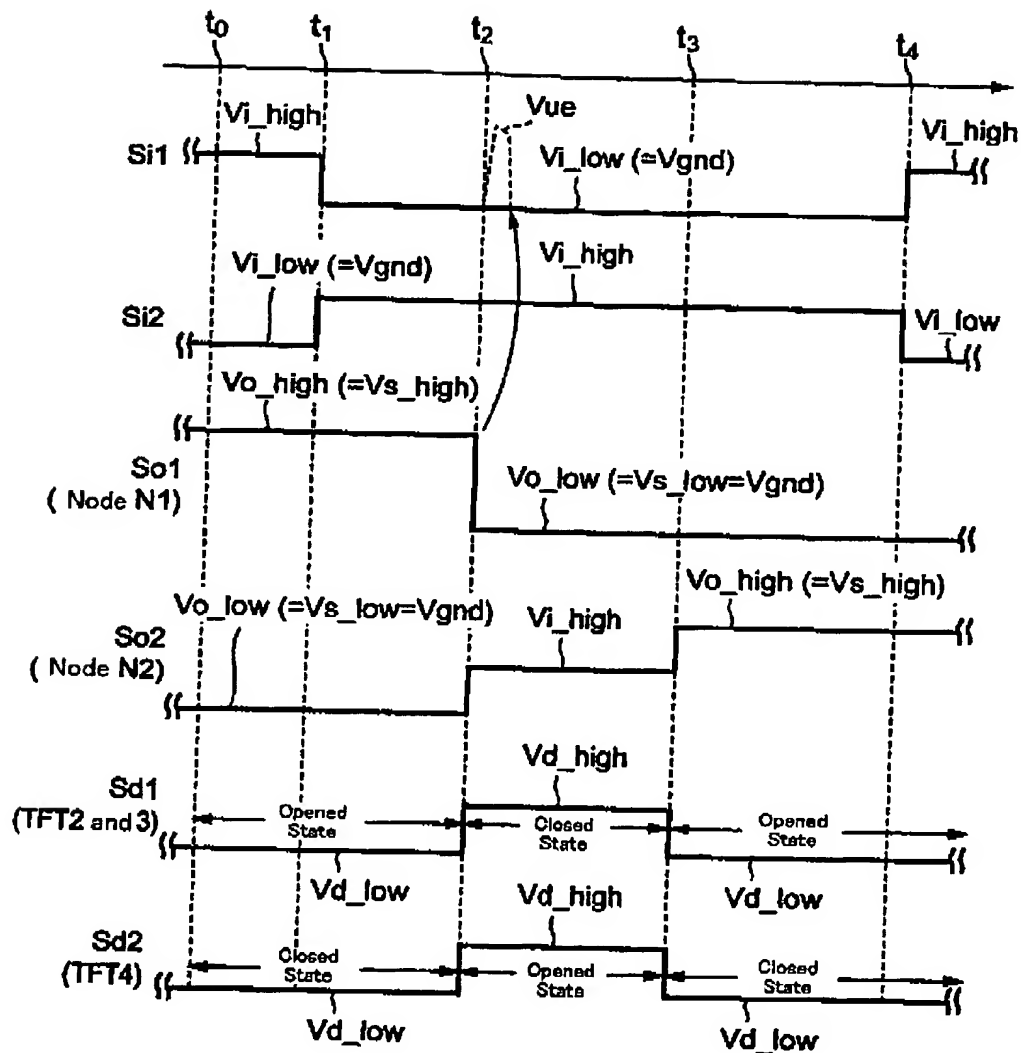 t0 t1 t2 t3 t4
Vue
Vi_high
Vi_low (=Vgnd)
Vi_high
Si1
Vi_low (=Vgnd)
Vi_high
Si2
Vi_low
Vo_high (=Vs_high)
So1
( Node N1)
Vo_low (=Vs_low=Vgnd)
Vo_low (=Vs_low=Vgnd)
Vi_high
Vo_high (=Vs_high)
So2
( Node N2)
Vd_high
Sd1
(TFT2 and 3)
Opened
State
Closed
State
Opened
State
Vd_low
Vd_low
Vd_high
Sd2
(TFT4)
Closed
State
Opened
State
Closed
State
Vd_low
Vd_low